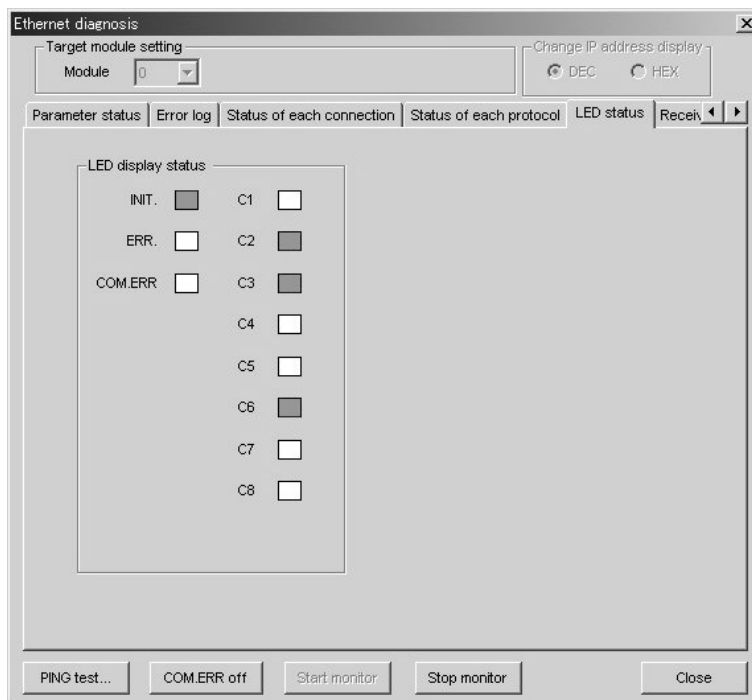 Ethernet diagnosis
Target module setting
Module 0
Change IP address display
DEC HEX
Parameter status Error log Status of each connection Status of each protocol LED status Receiv
LED display status
INIT. C1
ERR. C2
COM.ERR C3
C4
C5
C6
C7
C8
PING test... COM.ERR off Start monitor Stop monitor Close